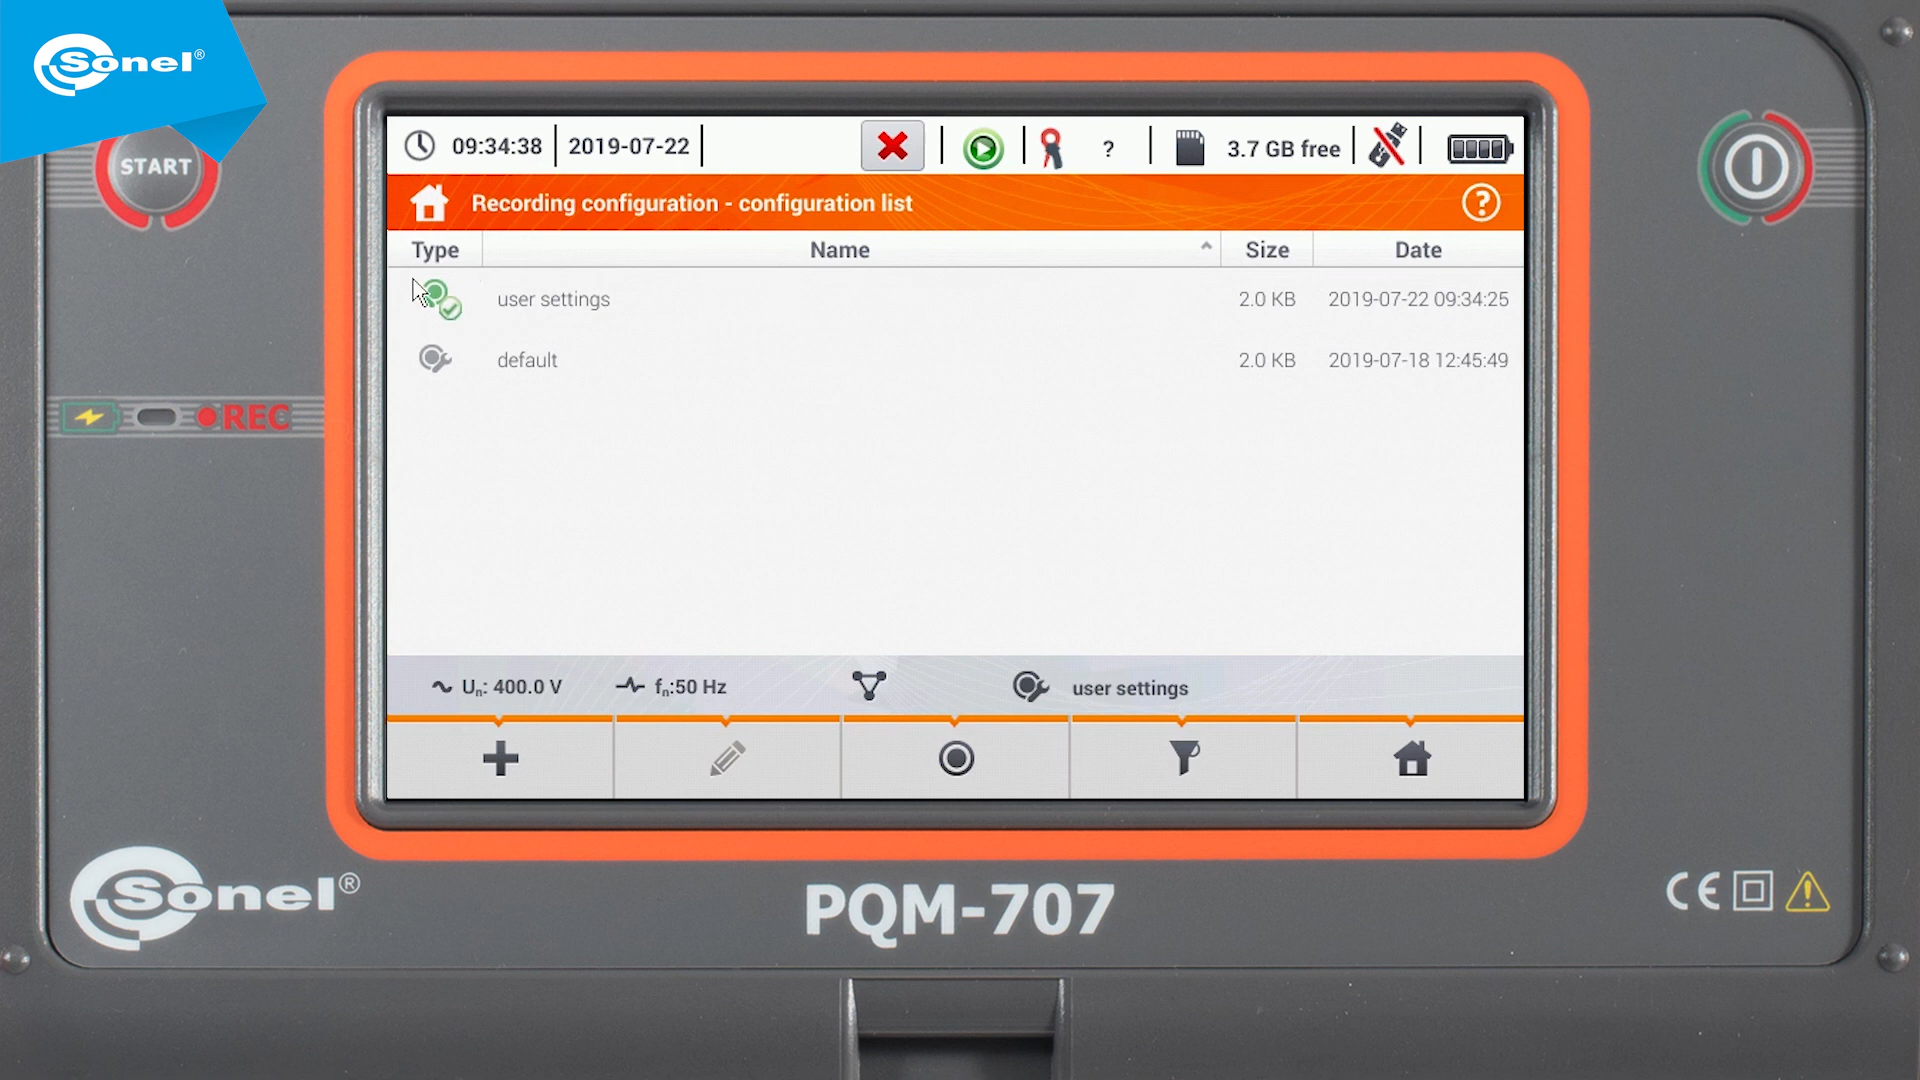 Sonel®
START
09:34:38 2019-07-22 ? 3.7 GB free
Recording configuration - configuration list ?
Type Name Size Date
user settings 2.0 KB 2019-07-22 09:34:25
default 2.0 KB 2019-07-18 12:45:49
REC
Un: 400.0 V fn:50 Hz user settings
Sonel®
PQM-707
CE